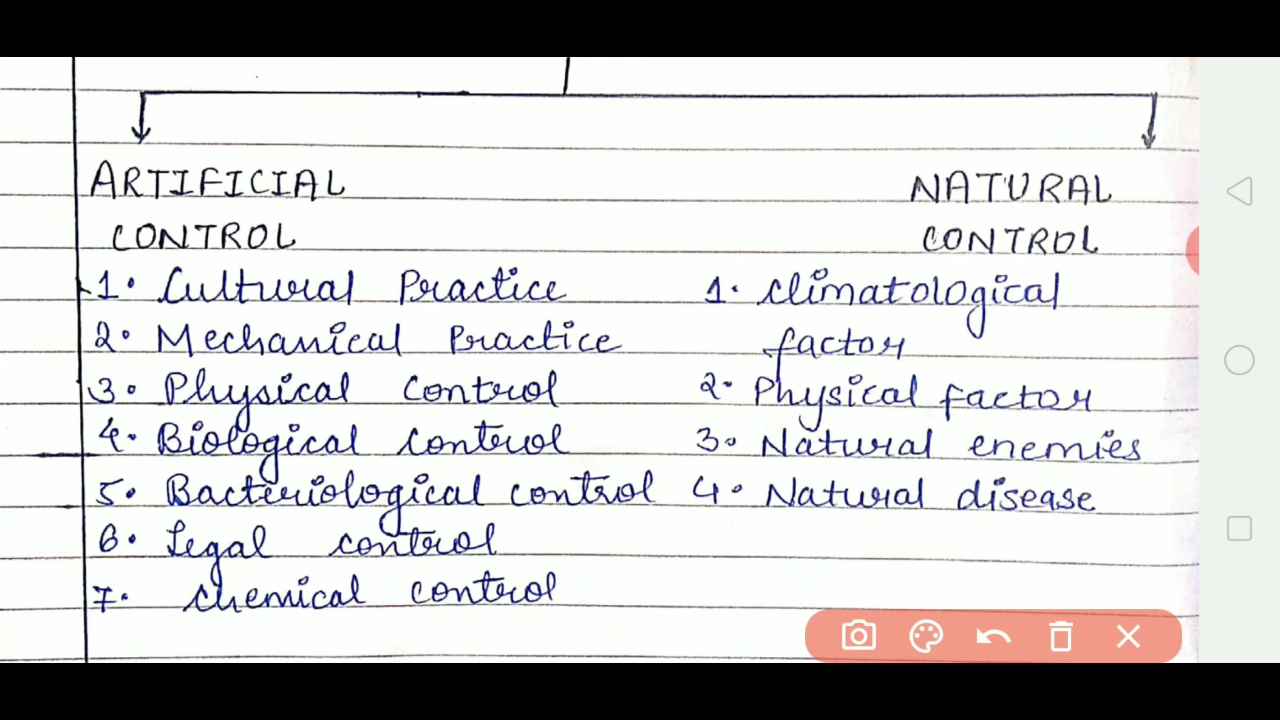 ARTIFICIAL
CONTROL
1. Cultural Practice
2. Mechanical Practice
3. Physical control
4. Biological control
5. Bacteriological control
6. Legal control
7. chemical control
NATURAL
CONTROL
1. climatological
factor
2. Physical factor
3. Natural enemies
4. Natural disease